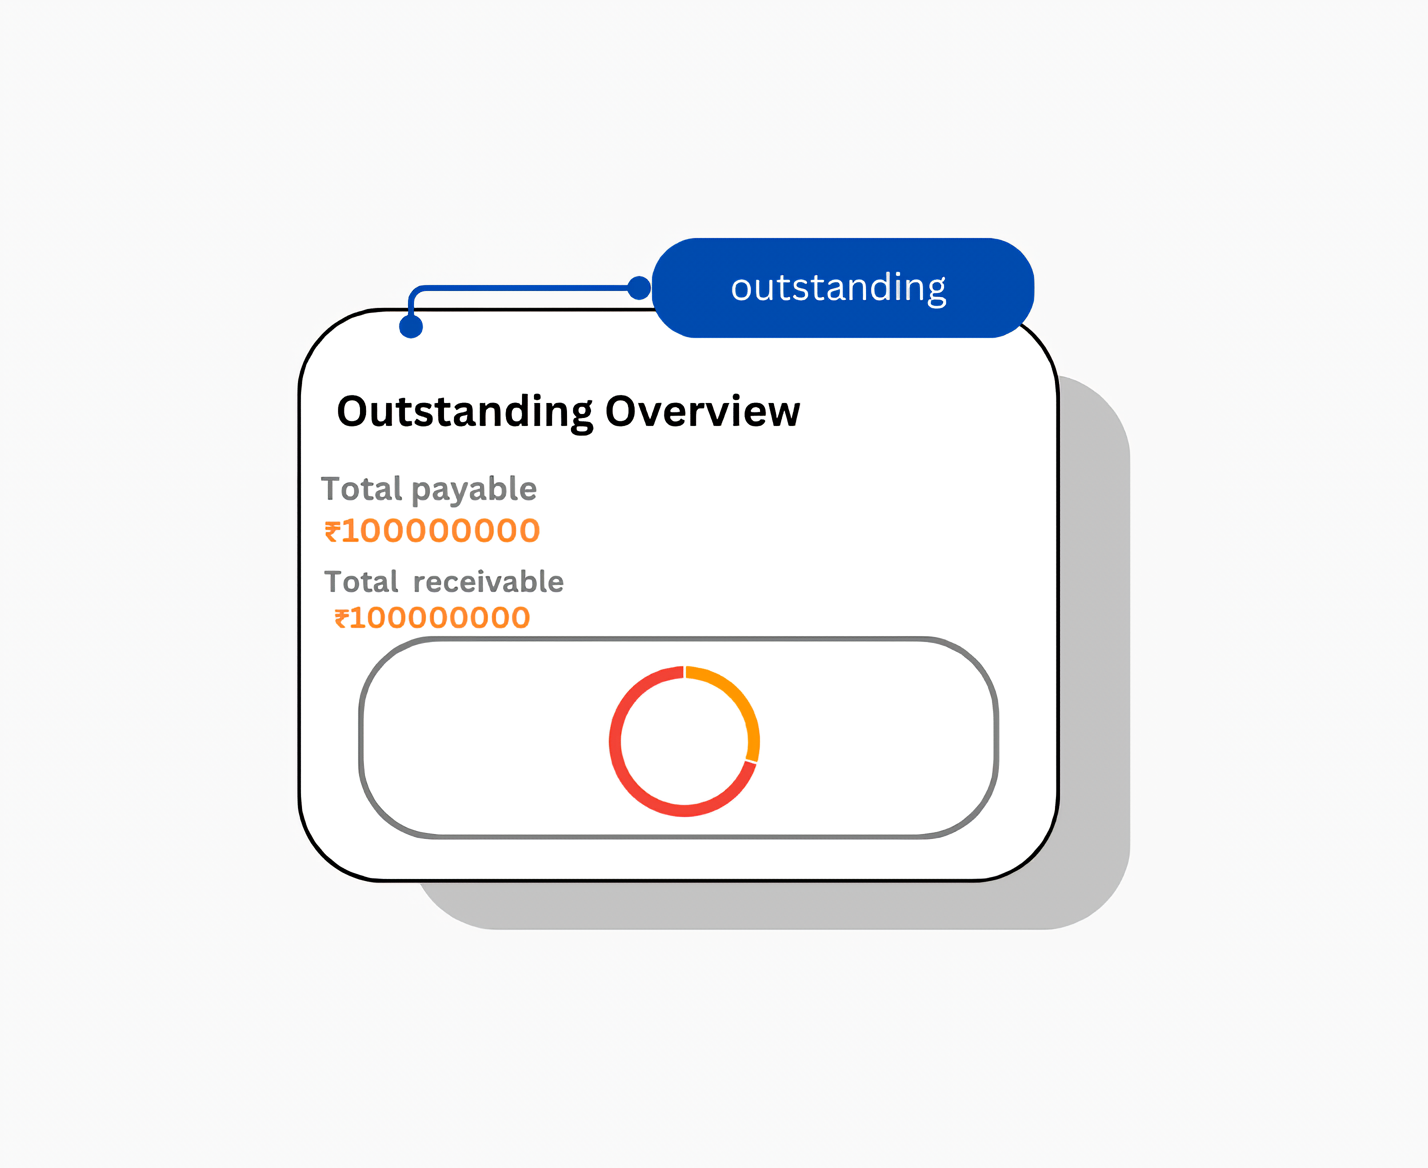 outstanding
Outstanding Overview
Total payable
₹100000000
Total receivable
₹100000000